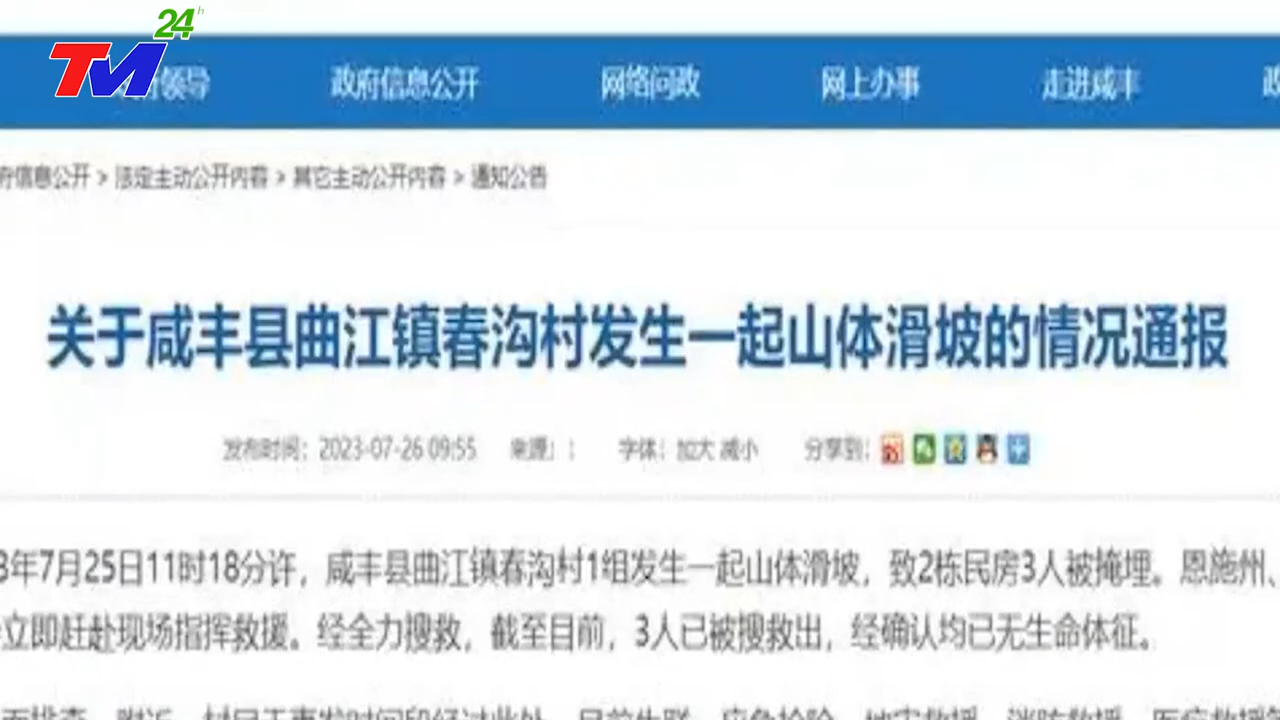 24h
TM
府领导 政府信息公开 网络问政 网上办事 走进咸丰
府信息公开 > 法定主动公开内容 > 其它主动公开内容 > 通知公告
关于咸丰县曲江镇春沟村发生一起山体滑坡的情况通报
发布时间：2023-07-26 09:55 来源：： 字体：加大 减小 分享到：
3年7月25日11时18分许，咸丰县曲江镇春沟村1组发生一起山体滑坡，致2栋民房3人被掩埋。恩施州、
立即赶赴现场指挥救援。经全力搜救，截至目前，3人已被搜救出，经确认均已无生命体征。